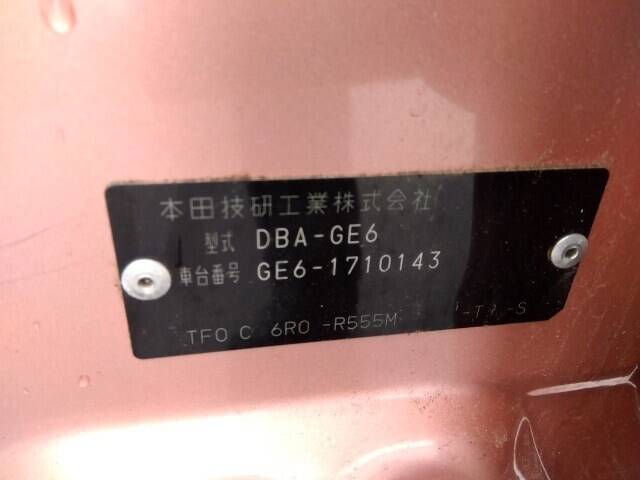 本田技研工業株式会社
型式 DBA-GE6
車台番号 GE6-1710143
TF0 C 6R0 -R555M -S